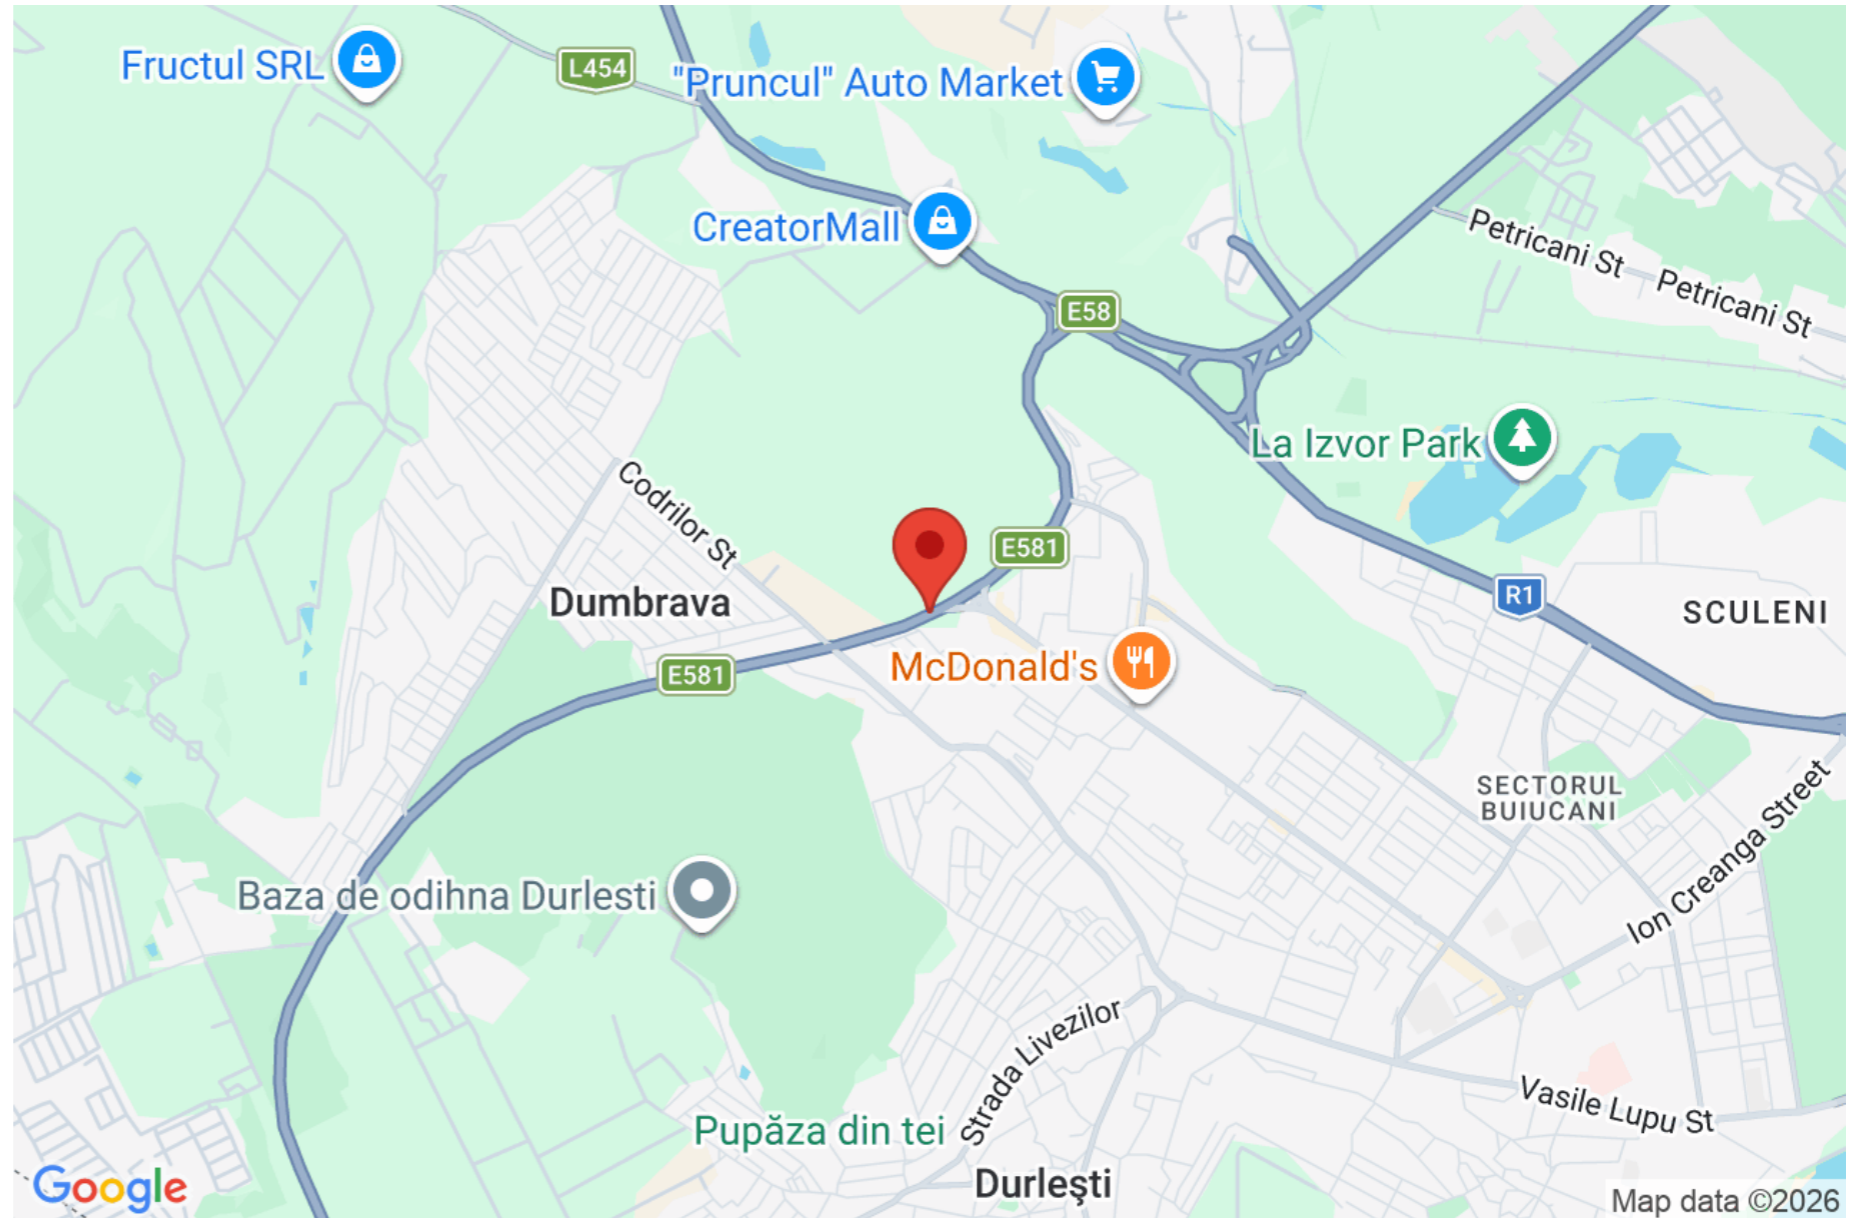 Fructul SRL
L454
"Pruncul" Auto Market
CreatorMall
Petricani St
Petricani St
E58
La Izvor Park
Codrilor St
E581
Dumbrava
R1
SCULENI
McDonald's
E581
SECTORUL
BUIUCANI
Ion Creanga Street
Baza de odihna Durlesti
Strada Livezilor
Vasile Lupu St
Pupăza din tei
Durleşti
Google
Map data ©2026